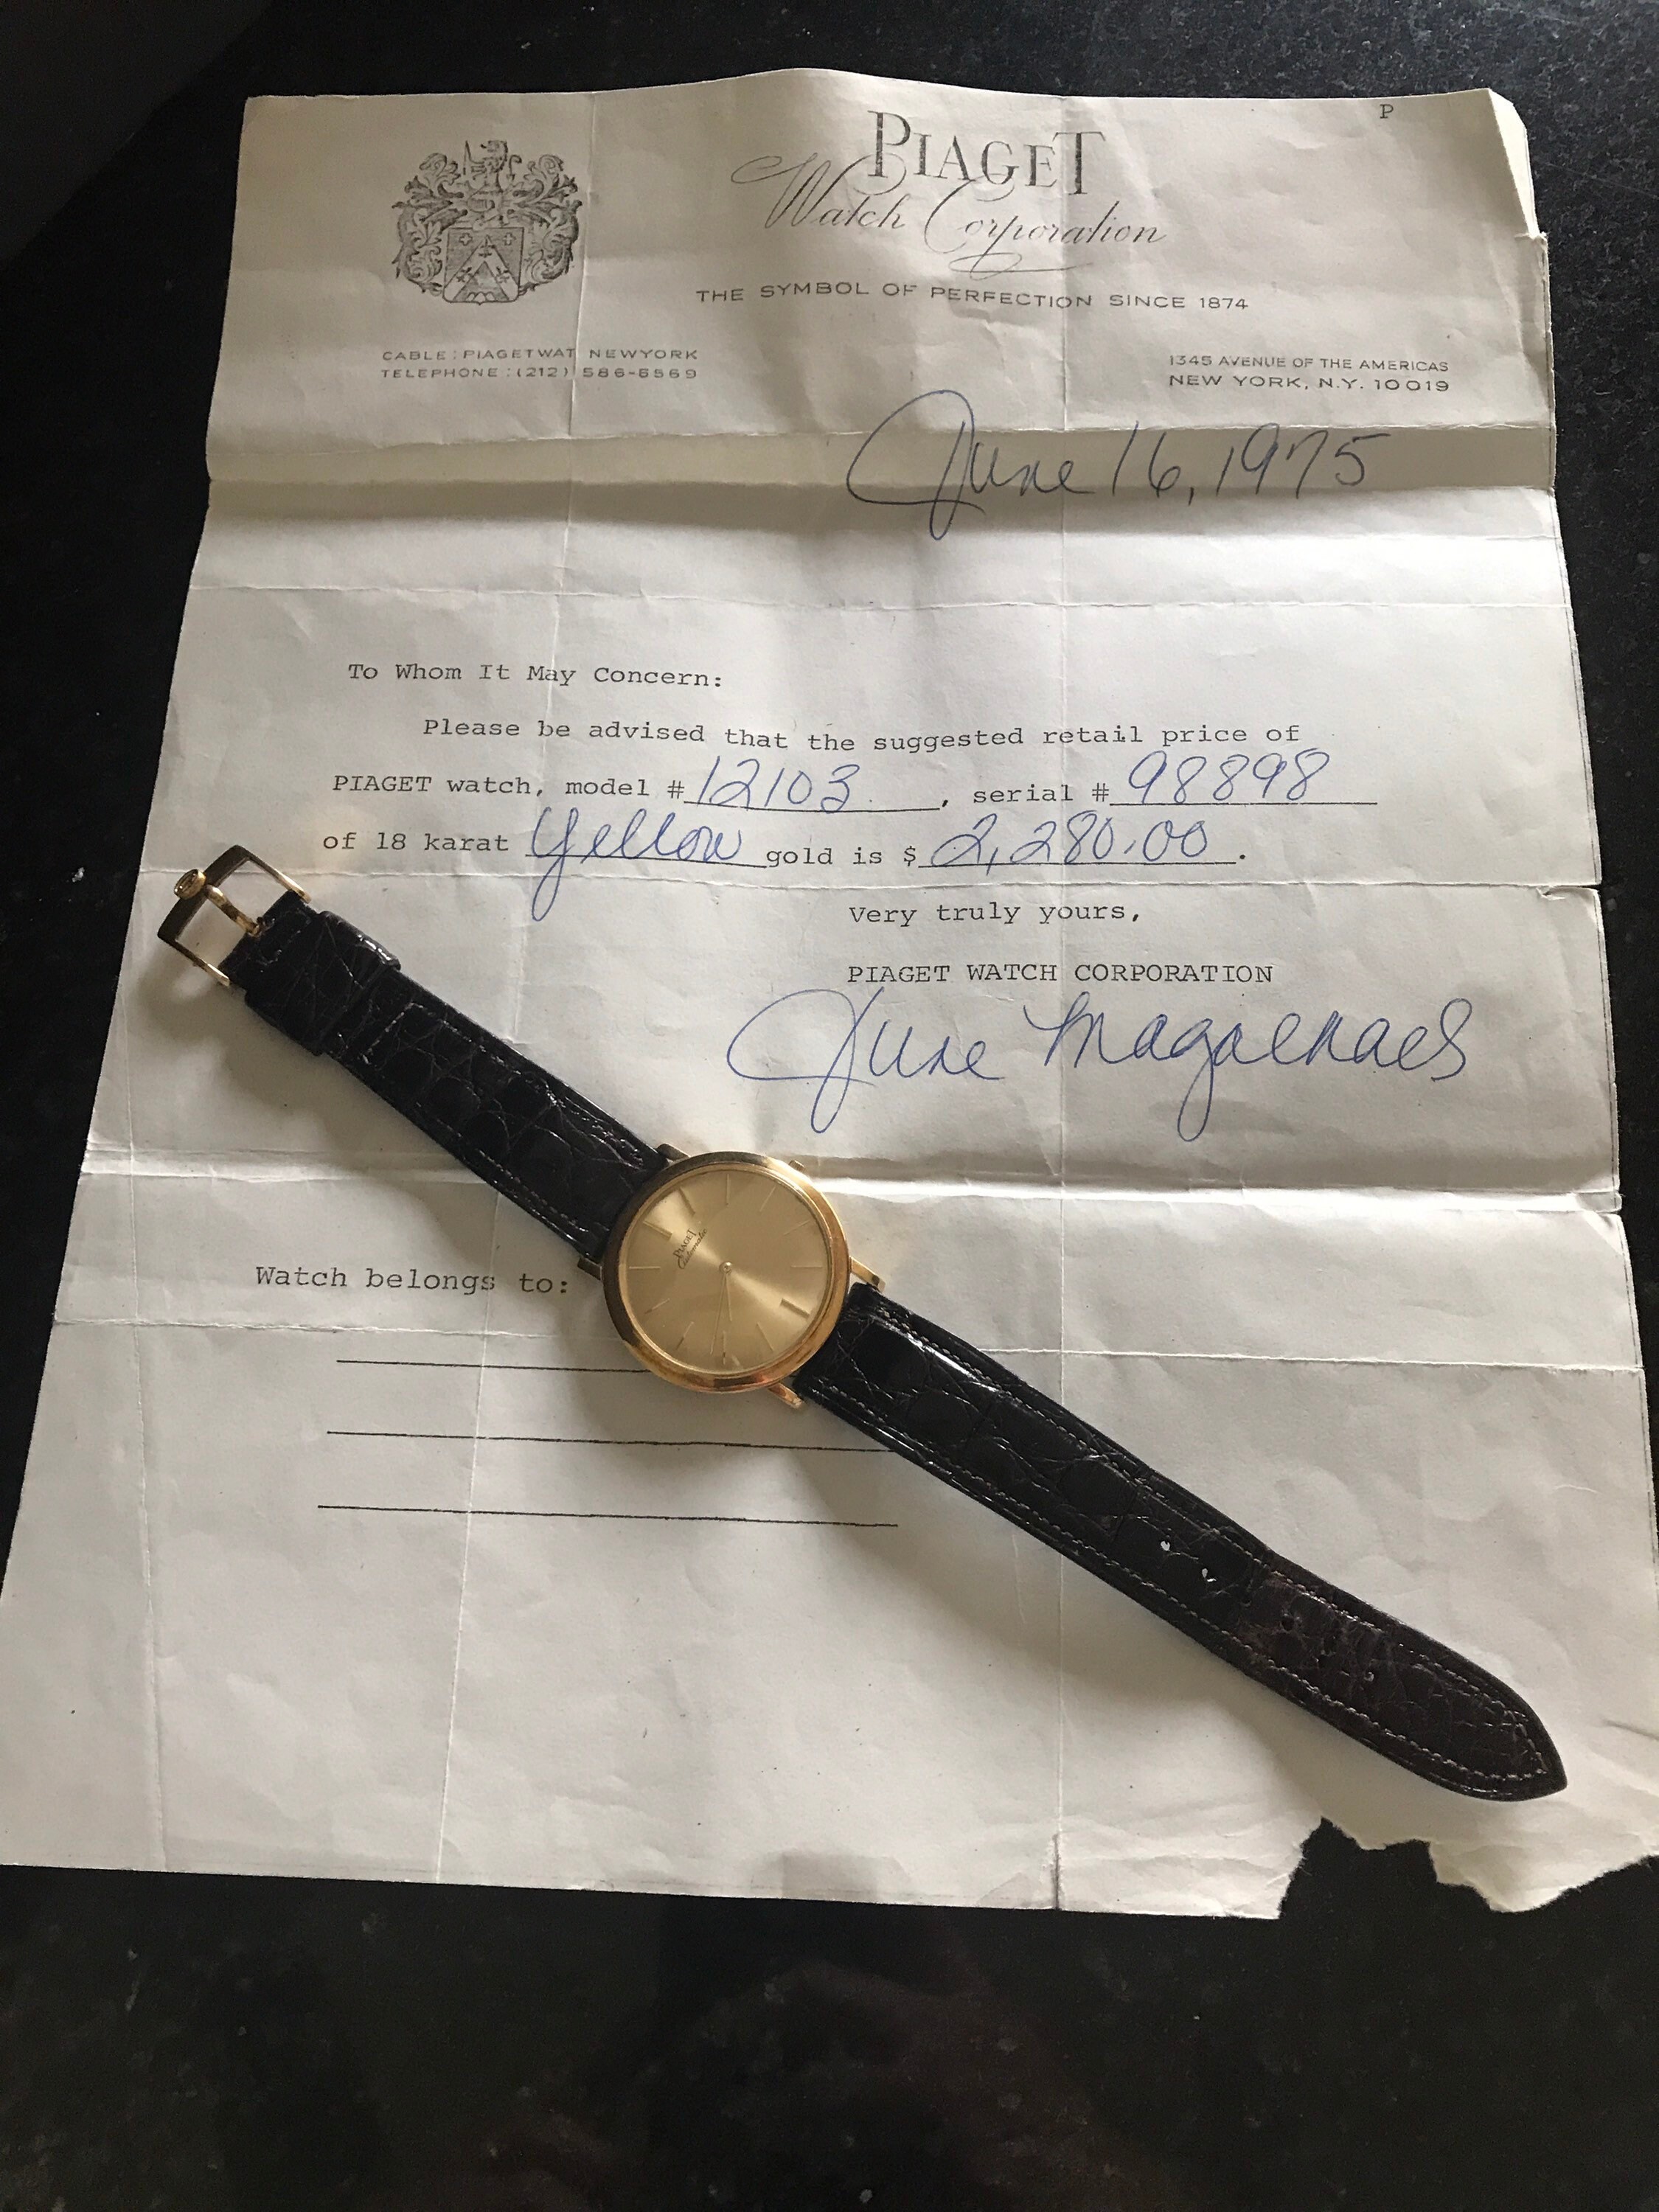 P
PIAGET
Watch Corporation
THE SYMBOL OF PERFECTION SINCE 1874
CABLE : PIAGETWAT NEWYORK
TELEPHONE : (212) 586-5569
1345 AVENUE OF THE AMERICAS
NEW YORK, N.Y. 10019
June 16, 1975
To Whom It May Concern:
Please be advised that the suggested retail price of
PIAGET watch, model # 12103, serial # 98898
of 18 karat Yellow gold is $ 2,280.00.
Very truly yours,
PIAGET WATCH CORPORATION
June Magalhaes
PIAGET
Automatic
Watch belongs to: